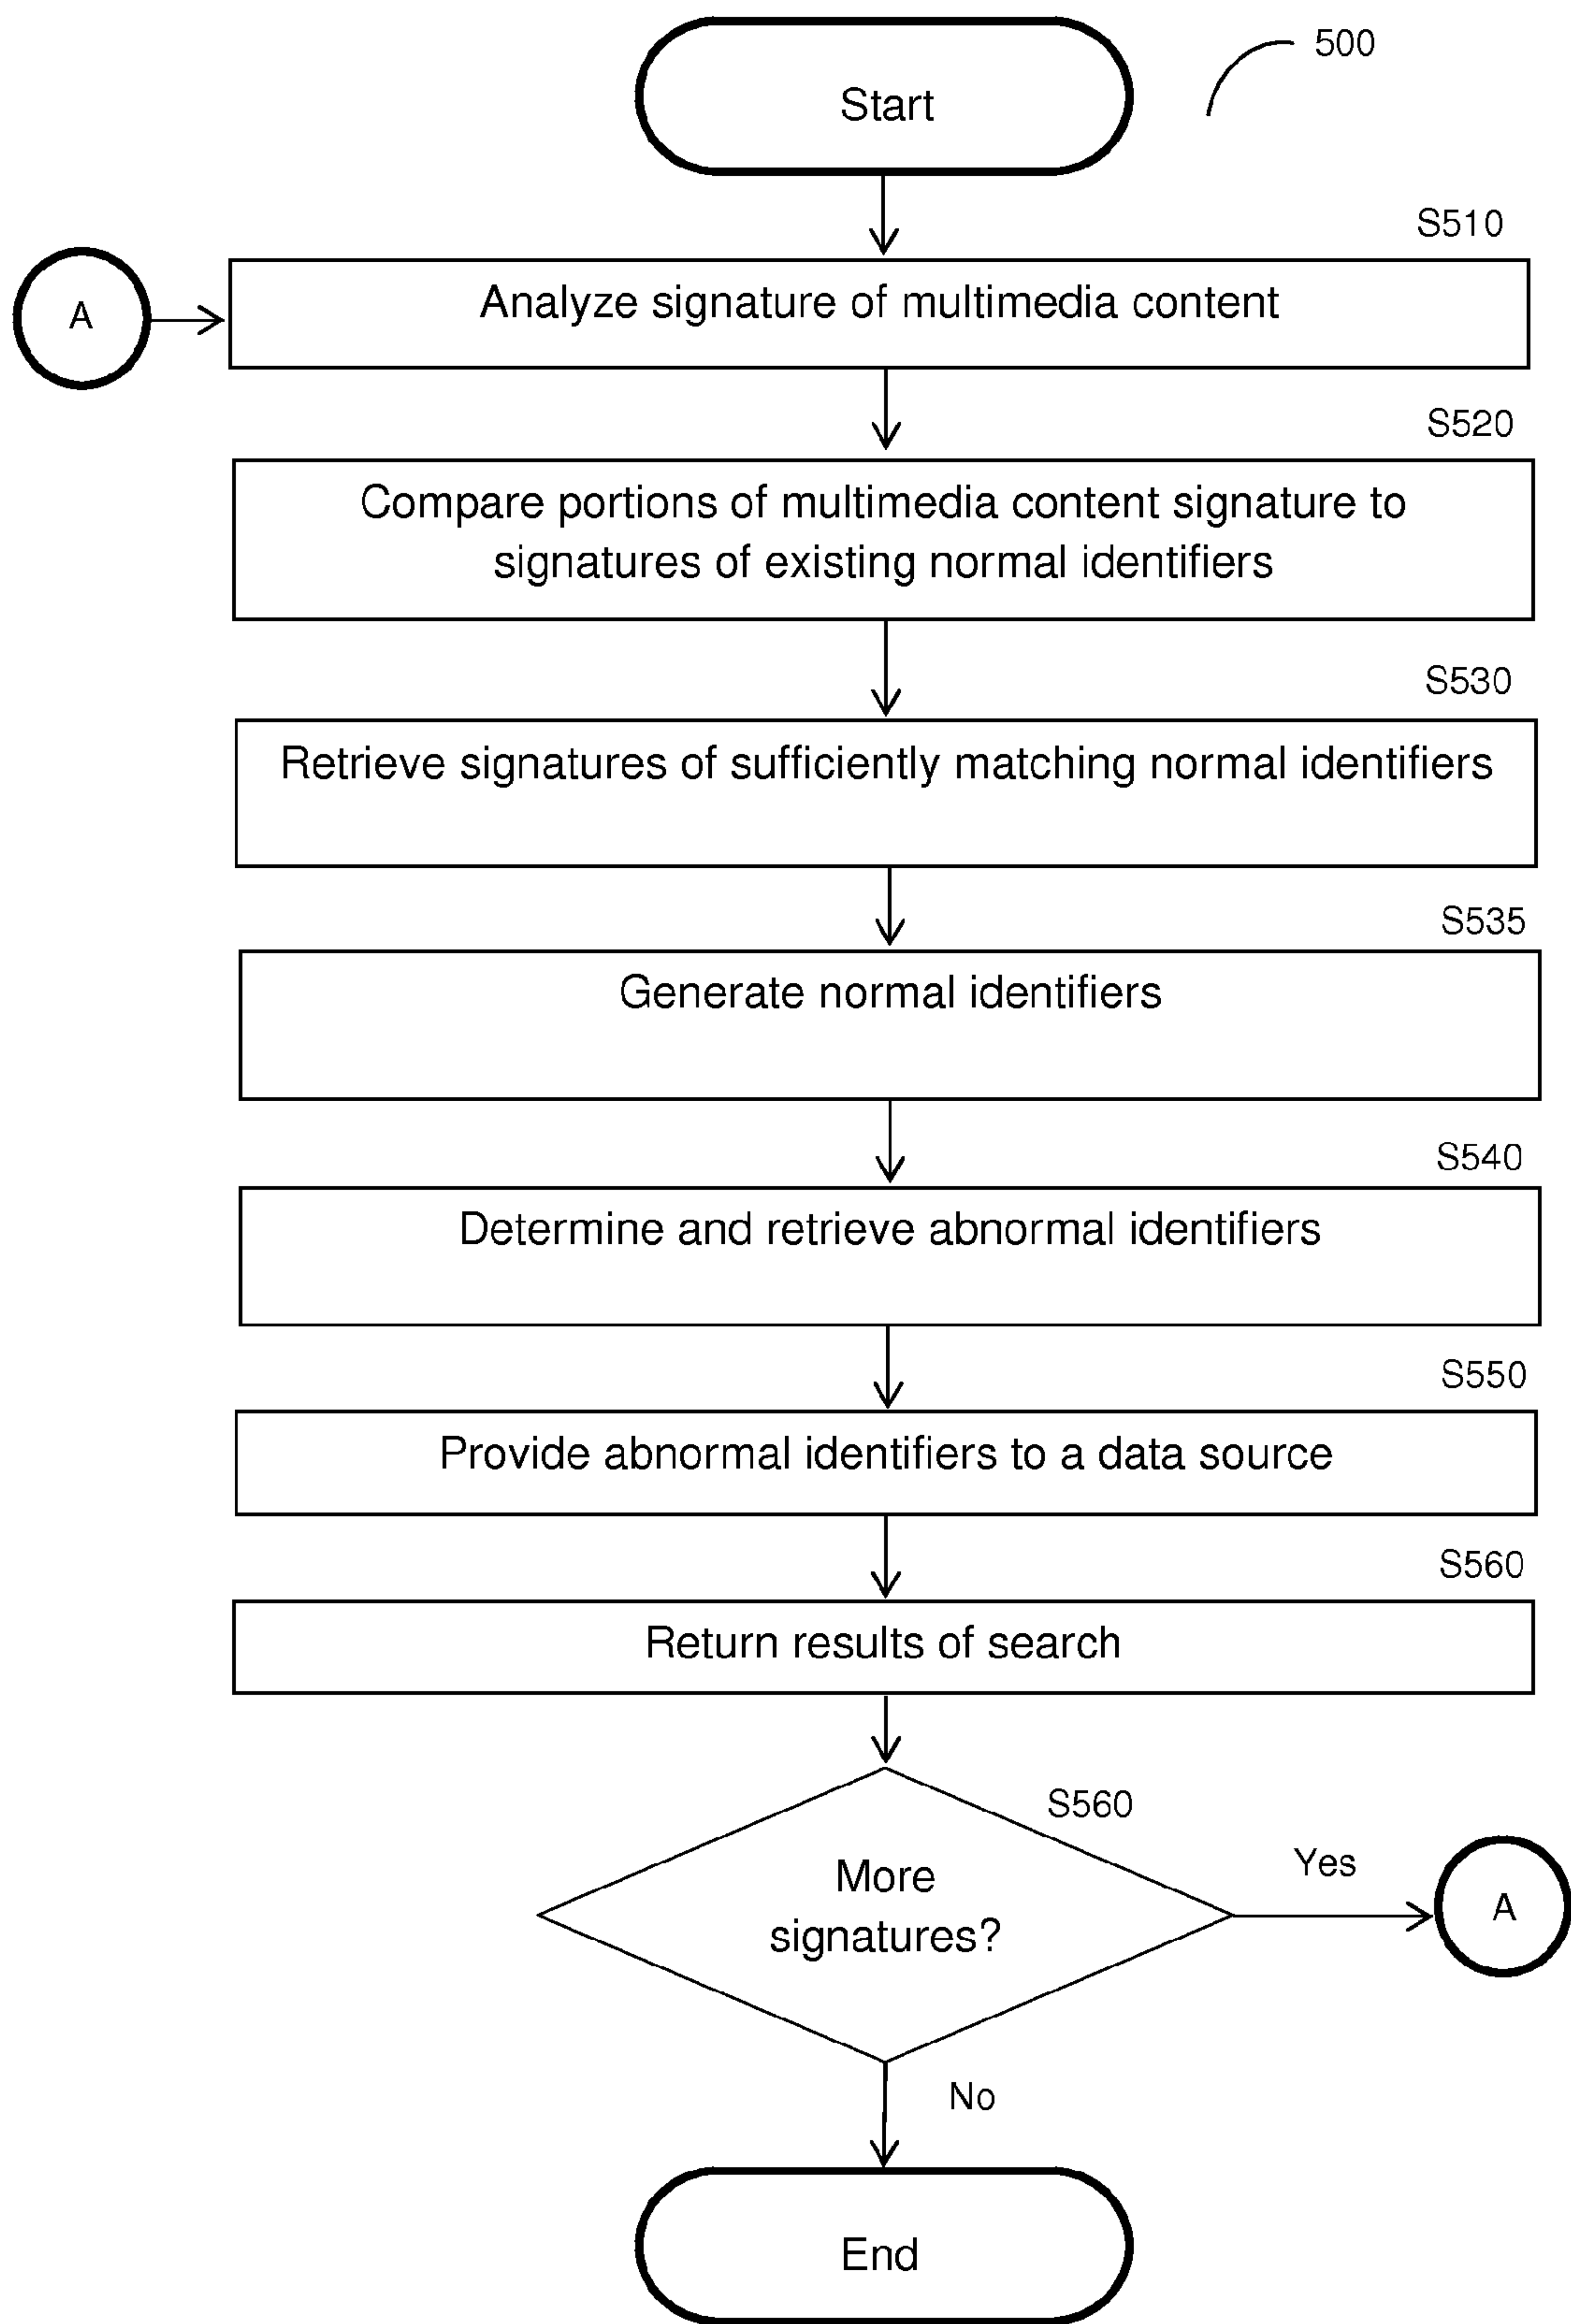 Start
500
S510
A
Analyze signature of multimedia content
S520
Compare portions of multimedia content signature to
signatures of existing normal identifiers
S530
Retrieve signatures of sufficiently matching normal identifiers
S535
Generate normal identifiers
S540
Determine and retrieve abnormal identifiers
S550
Provide abnormal identifiers to a data source
S560
Return results of search
S560
More
signatures?
Yes
A
No
End